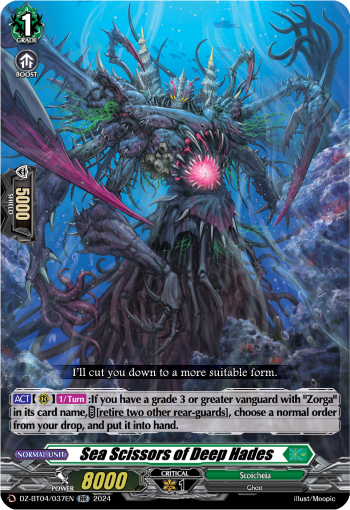 1
GRADE
BOOST
5000
SHIELD
I'll cut you down to a more suitable form.
ACT 1/Turn :If you have a grade 3 or greater vanguard with "Zorga"
in its card name, [retire two other rear-guards], choose a normal order
from your drop, and put it into hand.
NORMAL UNIT
Sea Scissors of Deep Hades
POWER
8000
CRITICAL
1
Stoicheia
Ghost
DZ-BT04/037EN RR 2024
illust/Moopic